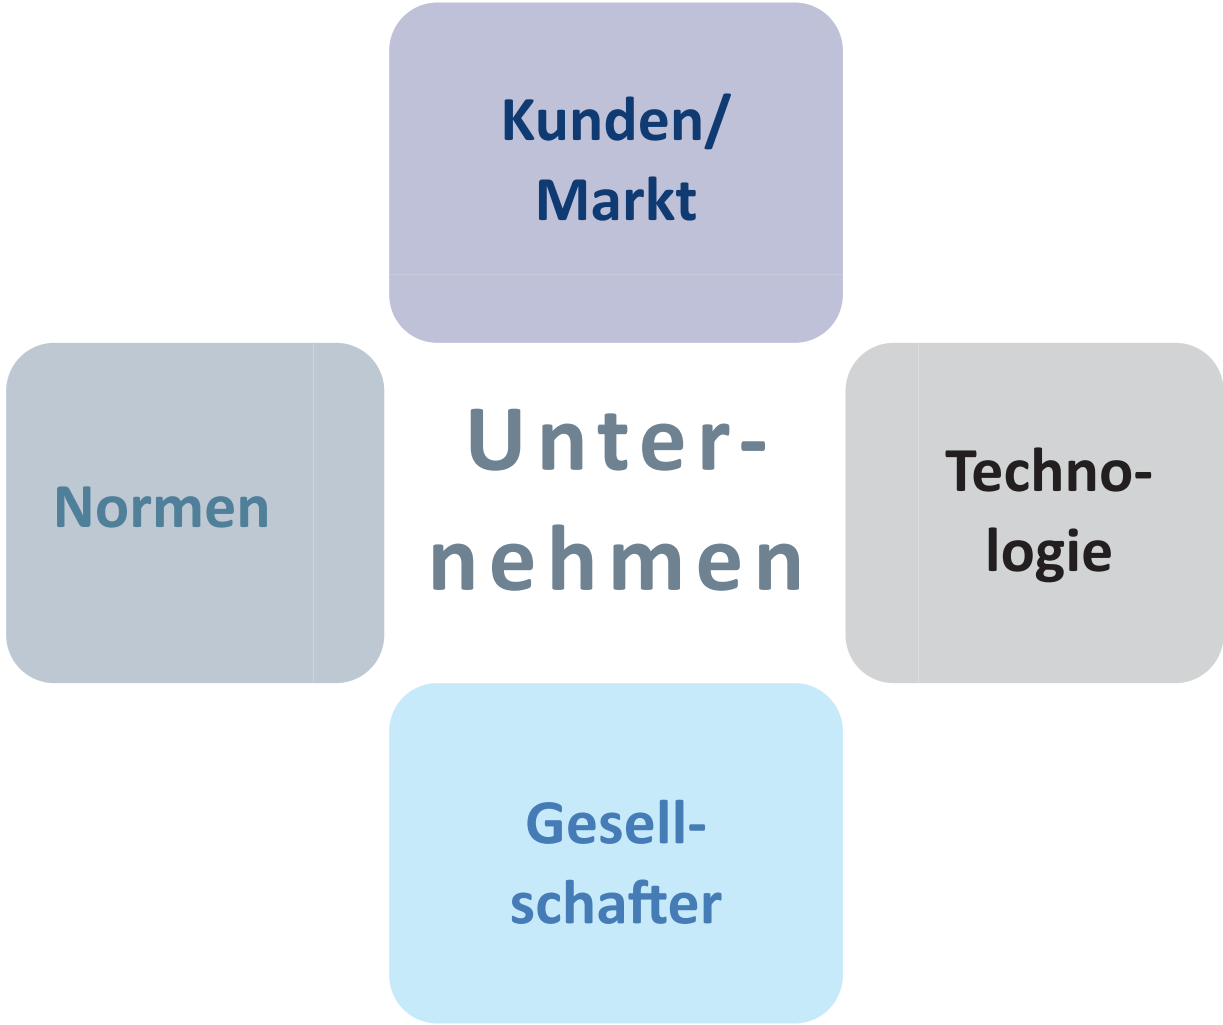 Kunden/
Markt
Unter-
nehmen
Normen
Techno-
logie
Gesell-
schafter